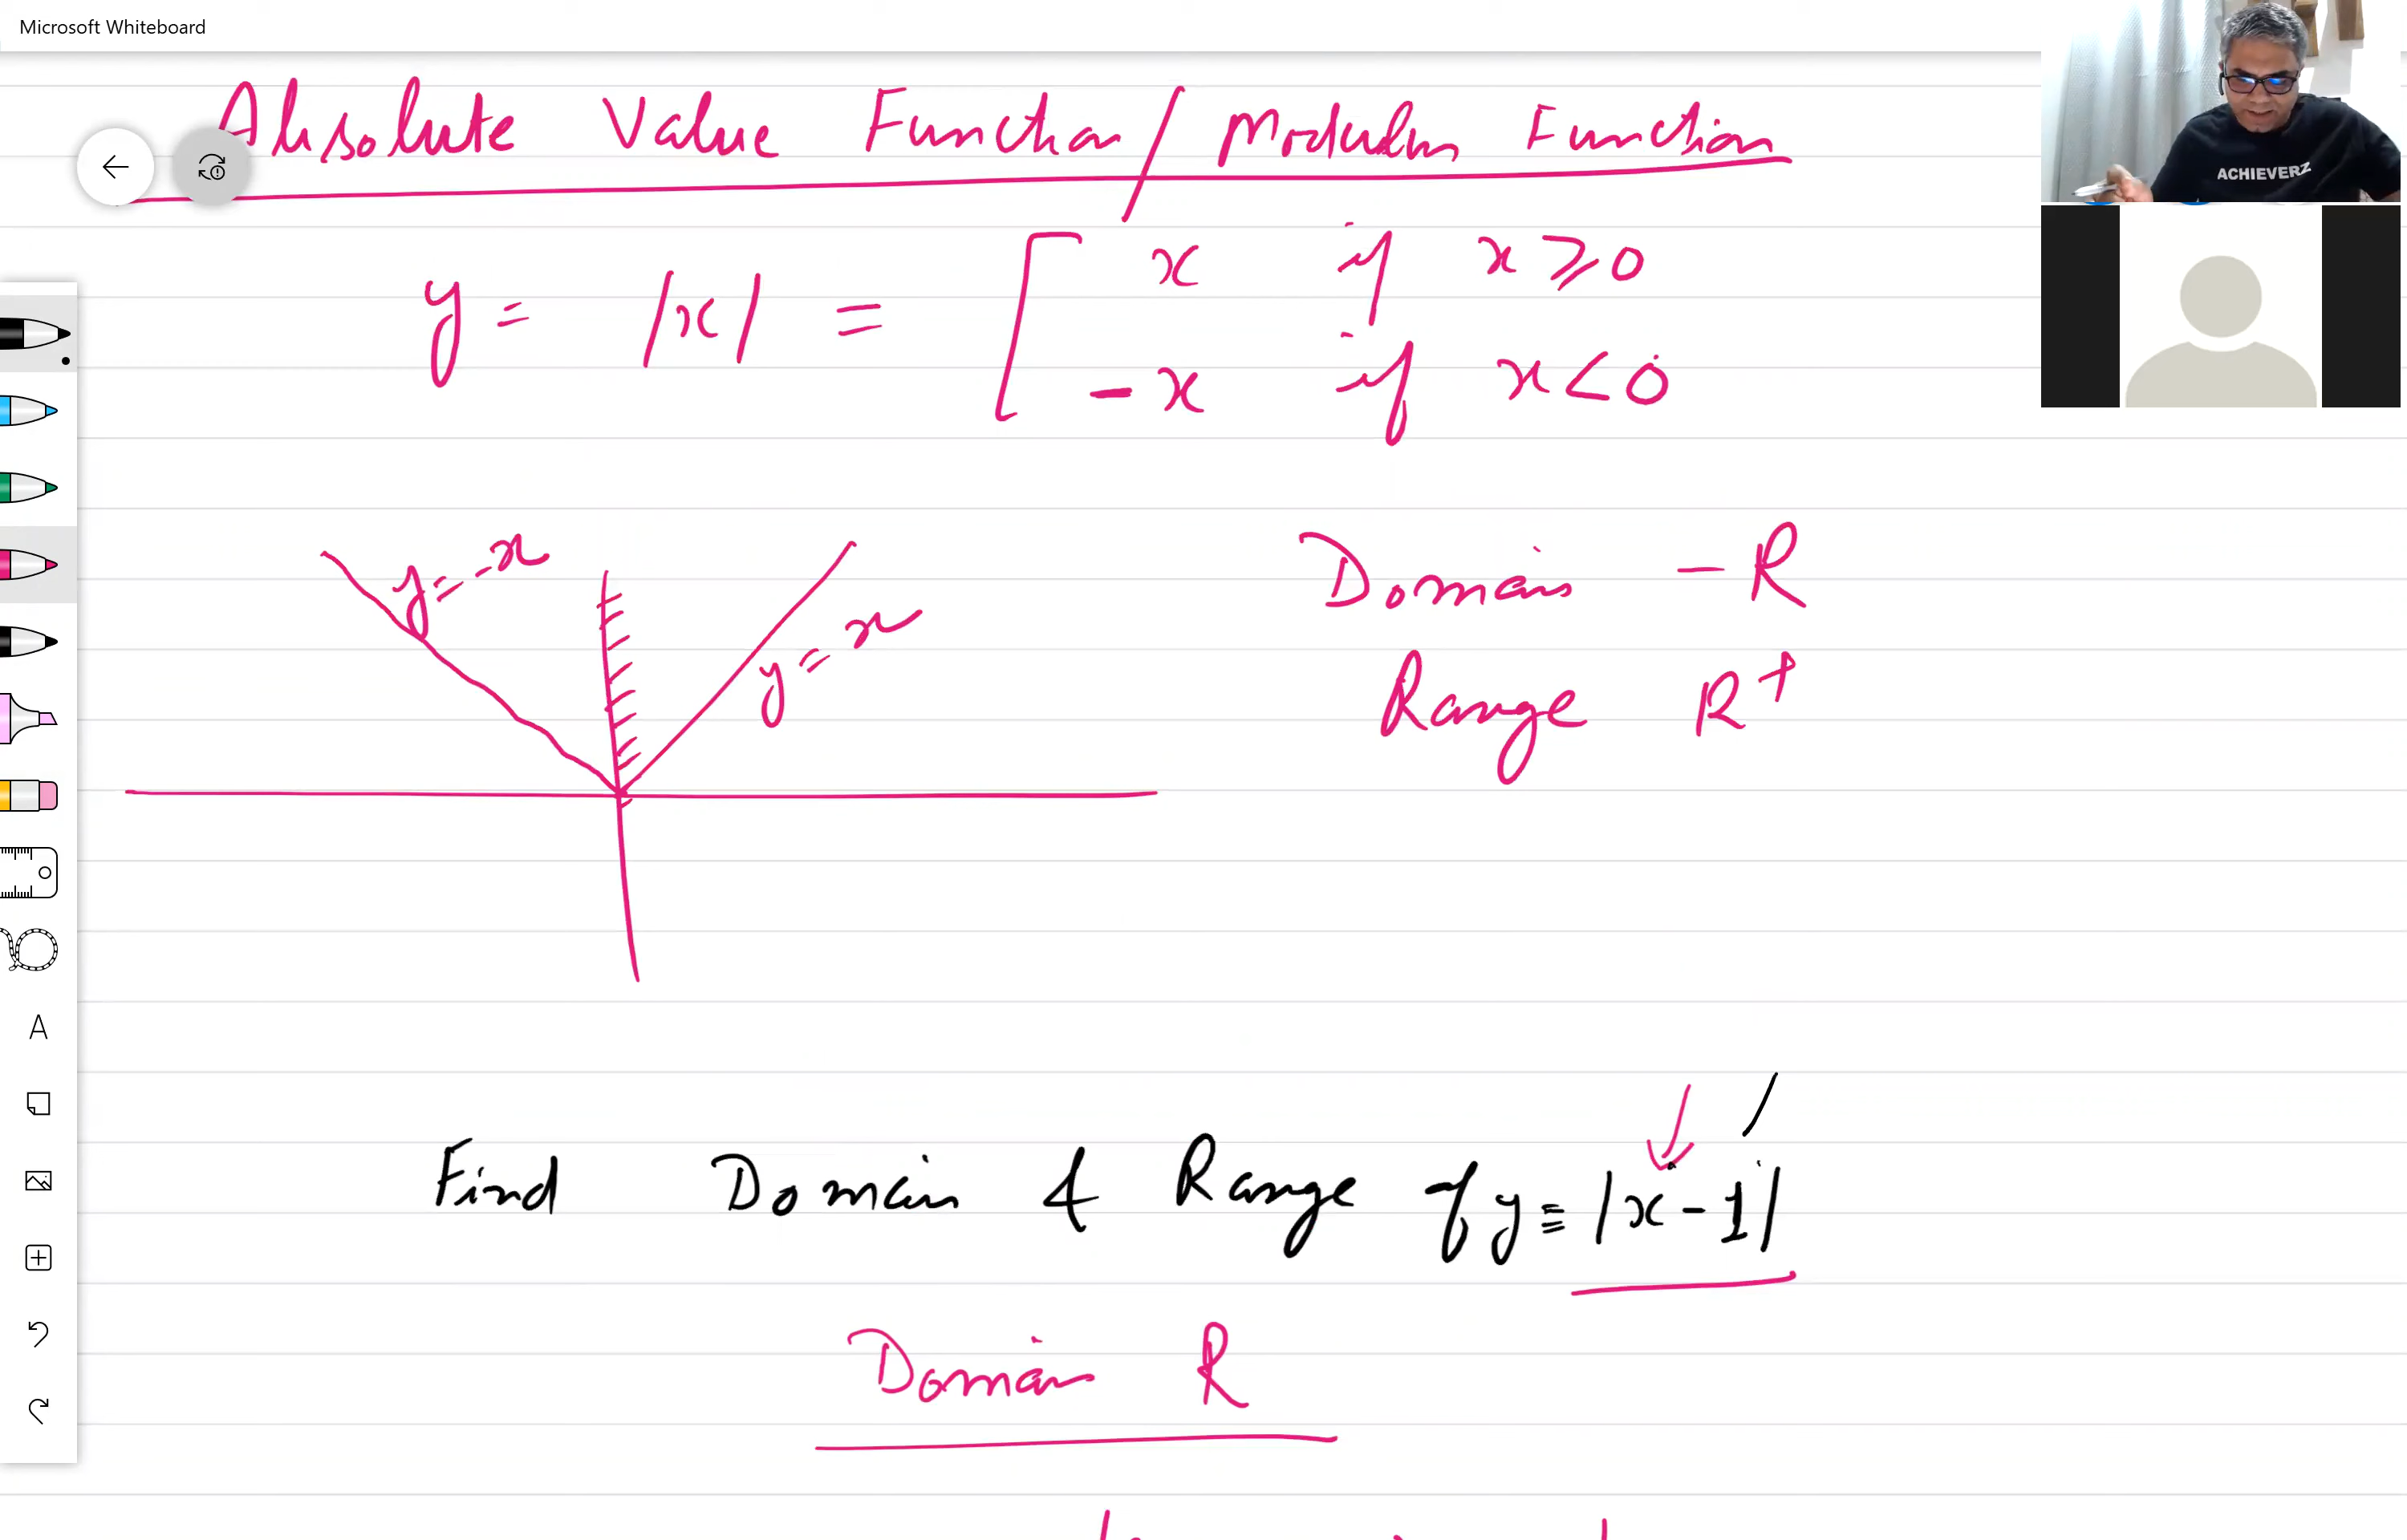 Microsoft Whiteboard
Absolute Value Function / Modulus Function
ACHIEVERZ
y = |x| = [ x if x ≥ 0
-x if x < 0
y = -x
y = x
Domain - R
Range R+
A
Find Domain & Range of y = |x - 1|
Domain R